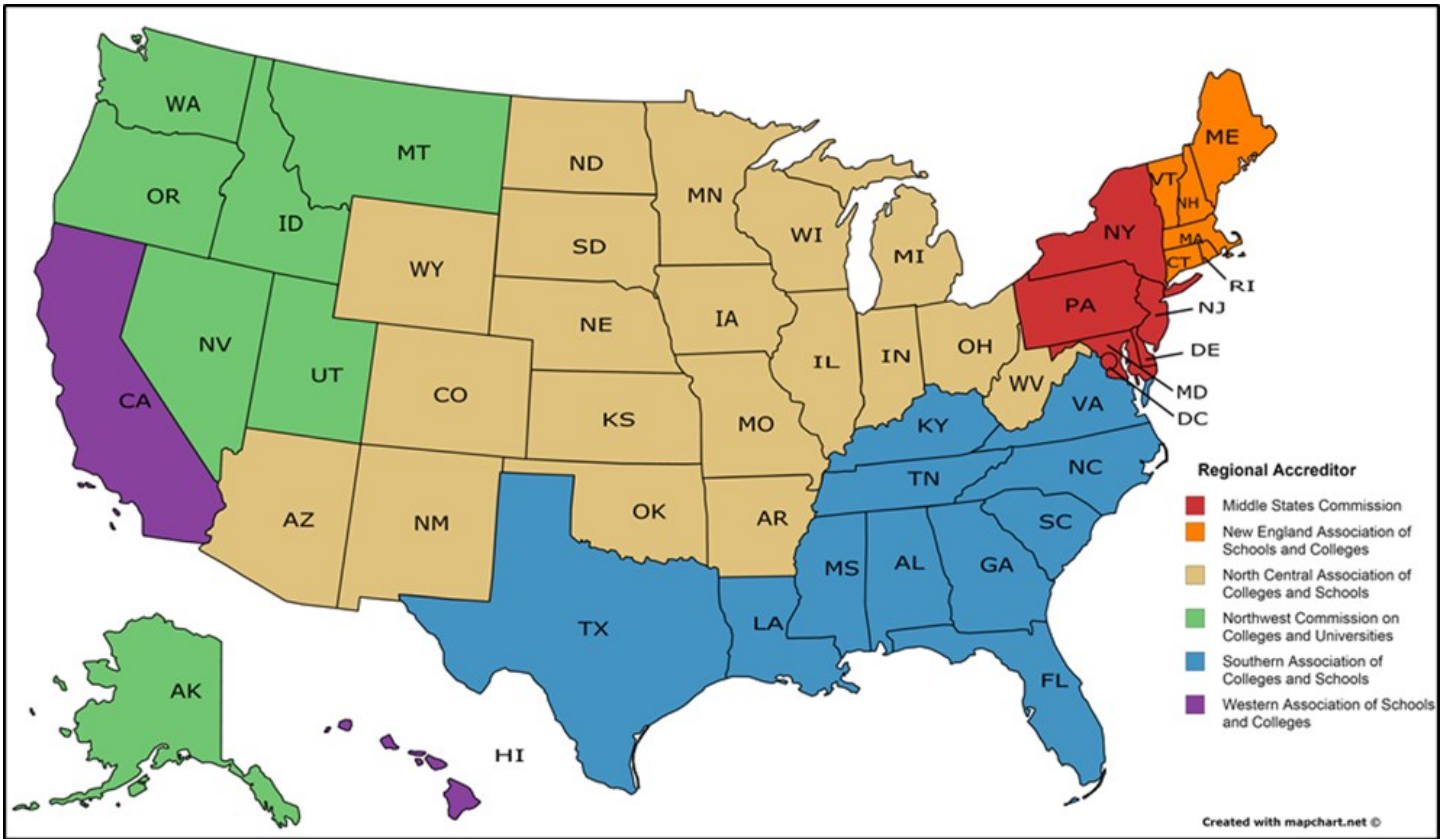 WA
MT
ND
MN
ME
VT
NH
OR
ID
SD
WI
MI
NY
MA
CT
RI
WY
NE
IA
PA
NJ
NV
UT
CO
IL
IN
OH
DE
CA
KS
MO
WV
VA
MD
DC
KY
TN
NC
AZ
NM
OK
AR
SC
MS
AL
GA
TX
LA
FL
AK
HI
Regional Accreditor
Middle States Commission
New England Association of
Schools and Colleges
North Central Association of
Colleges and Schools
Northwest Commission on
Colleges and Universities
Southern Association of
Colleges and Schools
Western Association of Schools
and Colleges
Created with mapchart.net ©